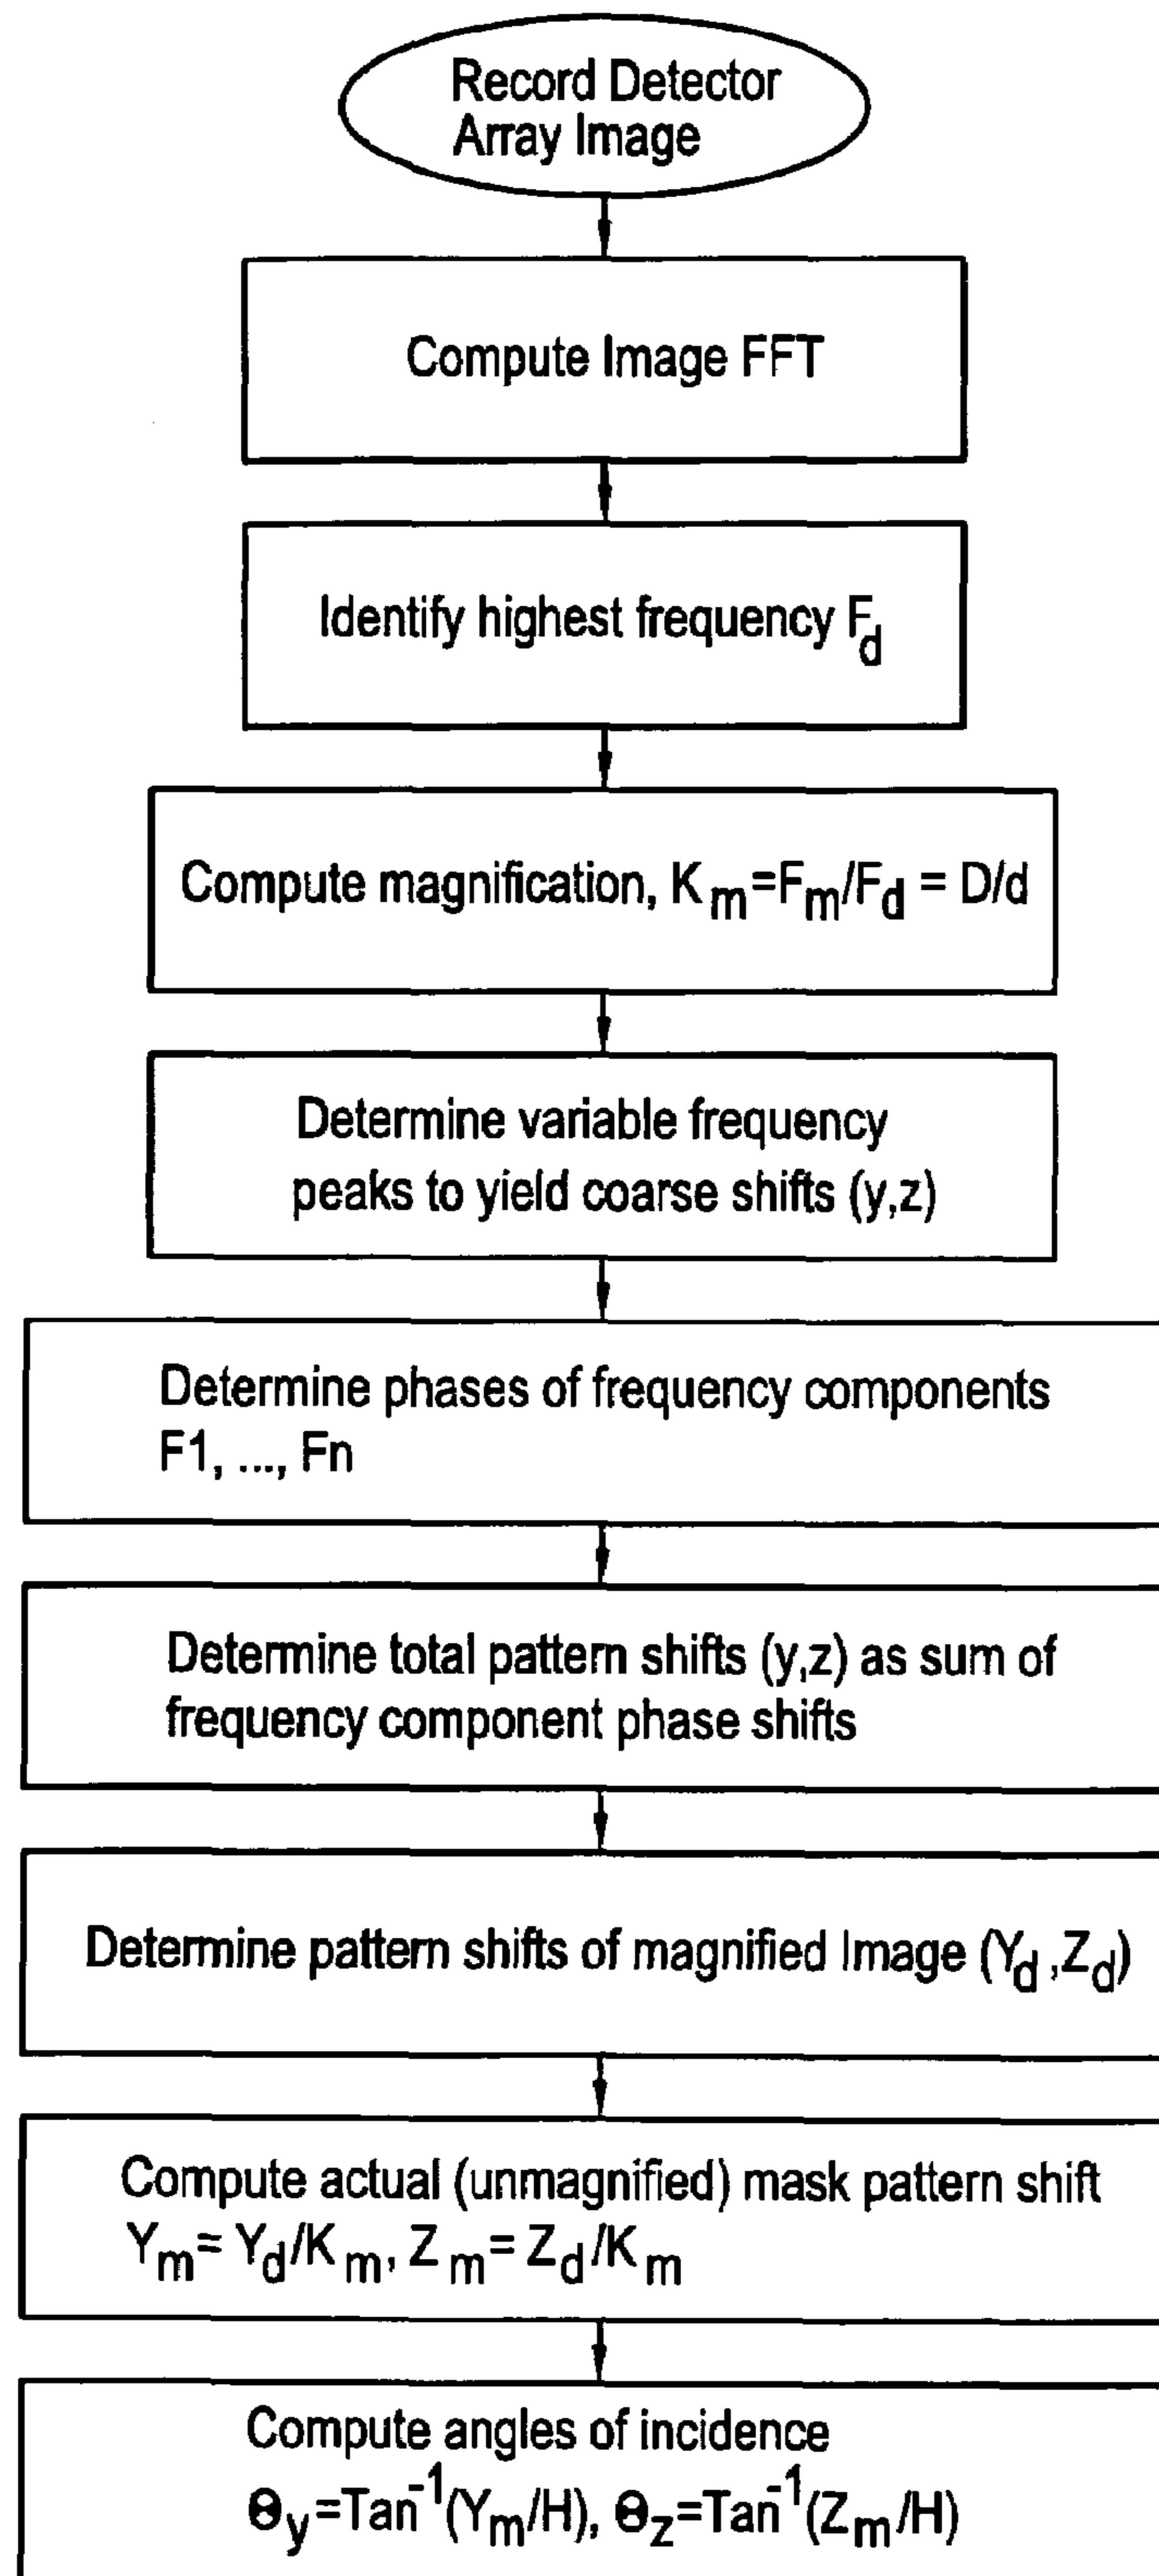 Record Detector
Array Image
Compute Image FFT
Identify highest frequency F_d
Compute magnification, K_m=F_m/F_d = D/d
Determine variable frequency
peaks to yield coarse shifts (y,z)
Determine phases of frequency components
F1, ..., Fn
Determine total pattern shifts (y,z) as sum of
frequency component phase shifts
Determine pattern shifts of magnified Image (Y_d ,Z_d)
Compute actual (unmagnified) mask pattern shift
Y_m= Y_d/K_m, Z_m= Z_d/K_m
Compute angles of incidence
Θ_y=Tan^-1(Y_m/H), Θ_z=Tan^-1(Z_m/H)